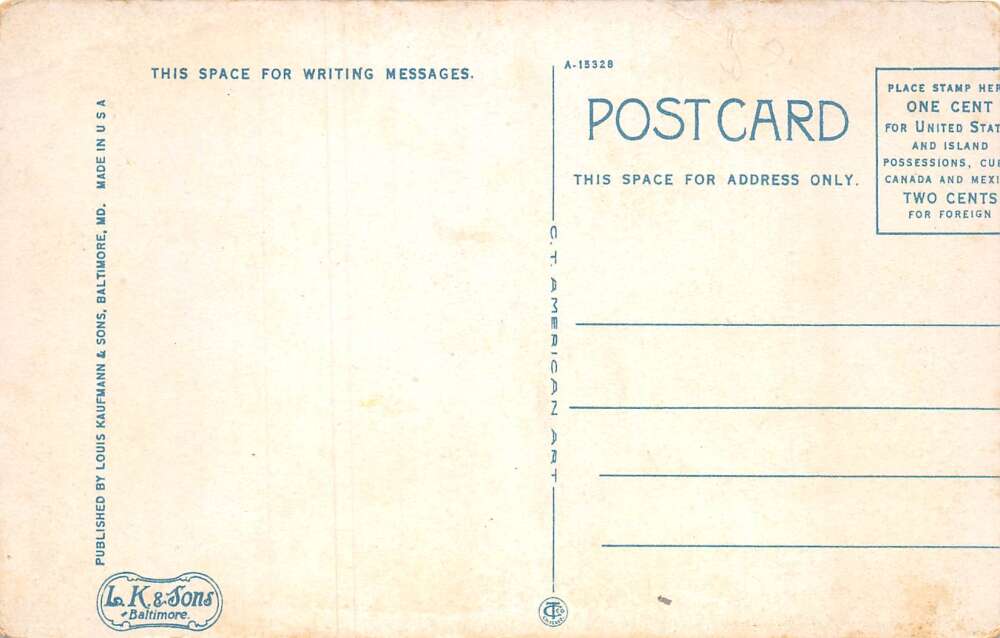 THIS SPACE FOR WRITING MESSAGES.
PUBLISHED BY LOUIS KAUFMANN & SONS, BALTIMORE, MD. MADE IN U S A
L. K. & Sons
Baltimore.
C. T. AMERICAN ART
A-15328
POST CARD
THIS SPACE FOR ADDRESS ONLY.
PLACE STAMP HER
ONE CENT
FOR UNITED STAT
AND ISLAND
POSSESSIONS, CU
CANADA AND MEXI
TWO CENTS
FOR FOREIGN